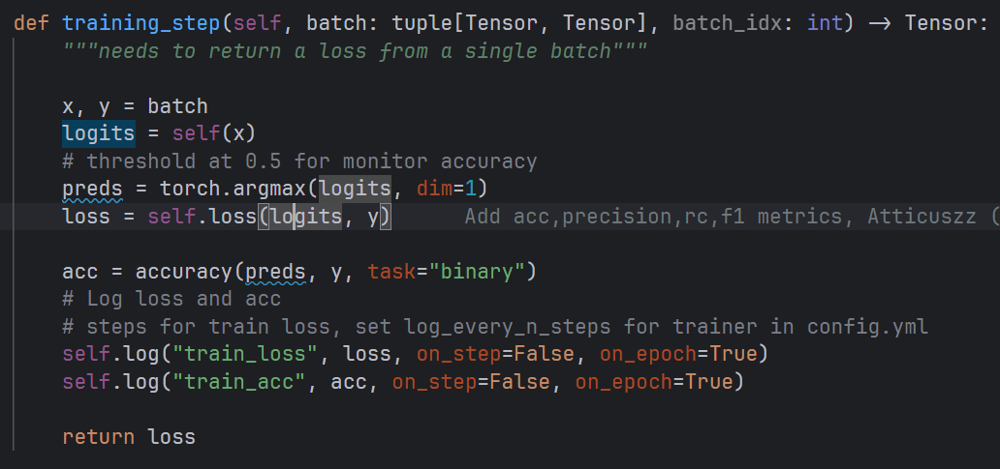 def training_step(self, batch: tuple[Tensor, Tensor], batch_idx: int) → Tensor:
"""needs to return a loss from a single batch"""
x, y = batch
logits = self(x)
# threshold at 0.5 for monitor accuracy
preds = torch.argmax(logits, dim=1)
loss = self.loss(logits, y) Add acc,precision,rc,f1 metrics, Atticuszz (
acc = accuracy(preds, y, task="binary")
# Log loss and acc
# steps for train loss, set log_every_n_steps for trainer in config.yml
self.log("train_loss", loss, on_step=False, on_epoch=True)
self.log("train_acc", acc, on_step=False, on_epoch=True)
return loss